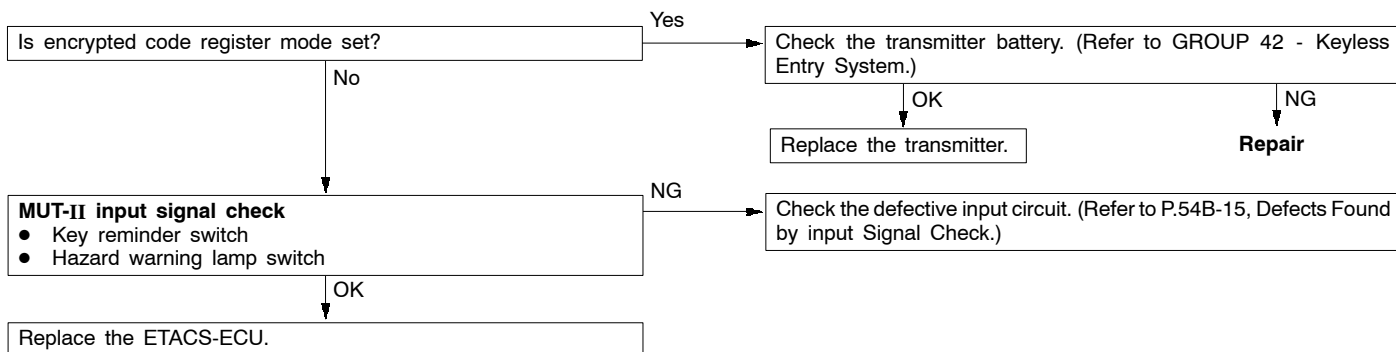 Is encrypted code register mode set?
Yes
Check the transmitter battery. (Refer to GROUP 42 - Keyless
Entry System.)
No
OK
NG
Replace the transmitter.
Repair
MUT-II input signal check
● Key reminder switch
● Hazard warning lamp switch
NG
Check the defective input circuit. (Refer to P.54B-15, Defects Found
by input Signal Check.)
OK
Replace the ETACS-ECU.